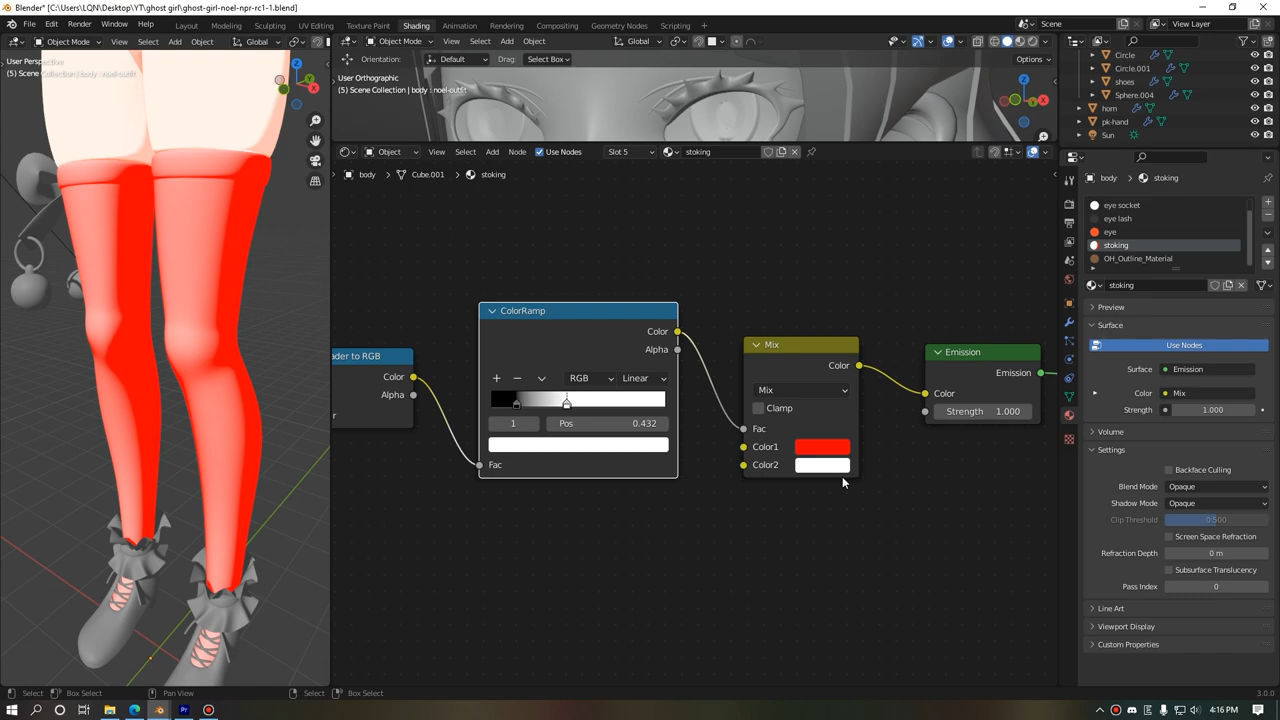 Blender* [C:\Users\LQN\Desktop\YT\ghost girl\ghost-girl-noel-npr-rc1-1.blend]
File Edit Render Window Help Layout Modeling Sculpting UV Editing Texture Paint Shading Animation Rendering Compositing Geometry Nodes Scripting + Scene View Layer
Object Mode View Select Add Object Global
Object Mode View Select Add Object Global
Orientation: Default Drag: Select Box Options
User Perspective
(5) Scene Collection | body : noel-outfit
User Orthographic
(5) Scene Collection | body : noel-outfit
Circle
Circle.001
shoes
Sphere.004
horn
pk-hand
Sun
Object View Select Add Node Use Nodes Slot 5 stoking
body Cube.001 stoking
body stoking
eye socket
eye lash
eye
stoking
OH_Outline_Material
stoking
Preview
Surface
Use Nodes
Surface Emission
Color Mix
Strength 1.000
Volume
Settings
Backface Culling
Blend Mode Opaque
Shadow Mode Opaque
Clip Threshold 0.500
Screen Space Refraction
Refraction Depth 0 m
Subsurface Translucency
Pass Index 0
Line Art
Viewport Display
Custom Properties
ader to RGB
Color
Alpha
ColorRamp
Color
Alpha
RGB Linear
1 Pos 0.432
Fac
Mix
Color
Mix
Clamp
Fac
Color1
Color2
Emission
Emission
Color
Strength 1.000
Select Box Select Pan View Select Box Select 3.0.0
4:16 PM